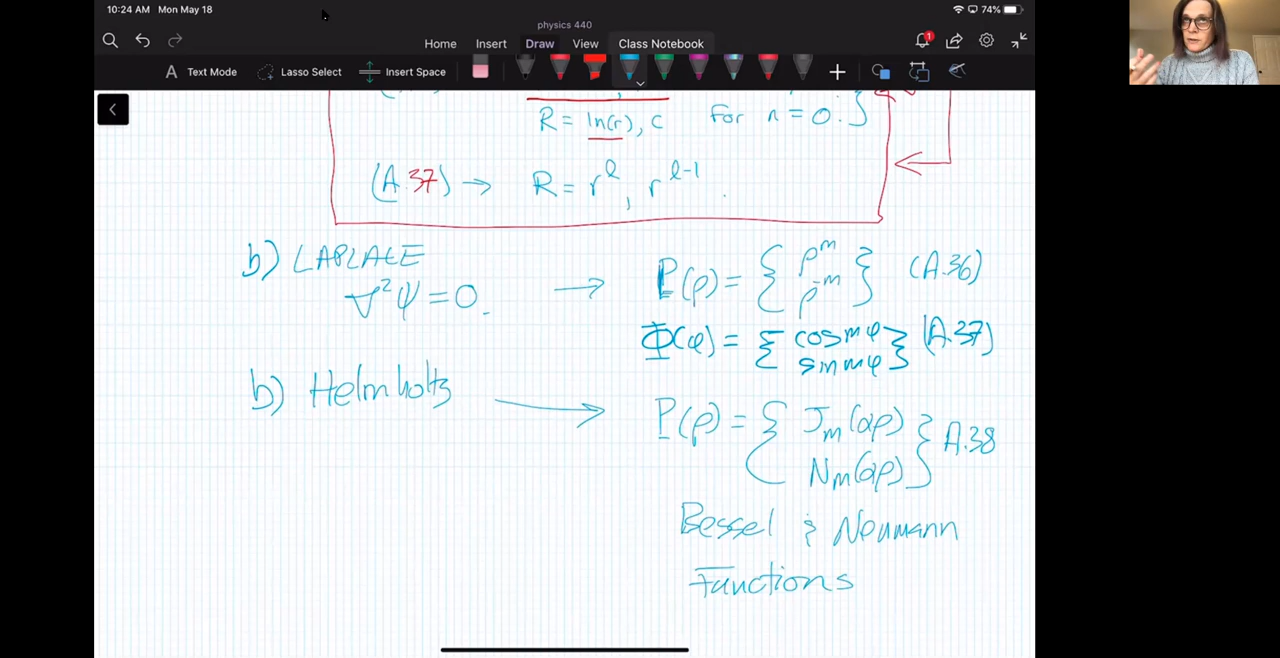 10:24 AM Mon May 18
74%
physics 440
Home Insert Draw View Class Notebook
1
Text Mode Lasso Select Insert Space
R = ln(r), c for n = 0.}
(A.37) → R = r^l, r^{l-1}.
b) LAPLACE
∇²ψ = 0.
→ P(ρ) = { ρ^m
ρ^{-m} } (A.36)
Φ(φ) = { cos mφ
sin mφ } (A.37)
b) Helmholtz → P(ρ) = { J_m(αρ)
N_m(αρ) } A.38
Bessel & Neumann
Functions